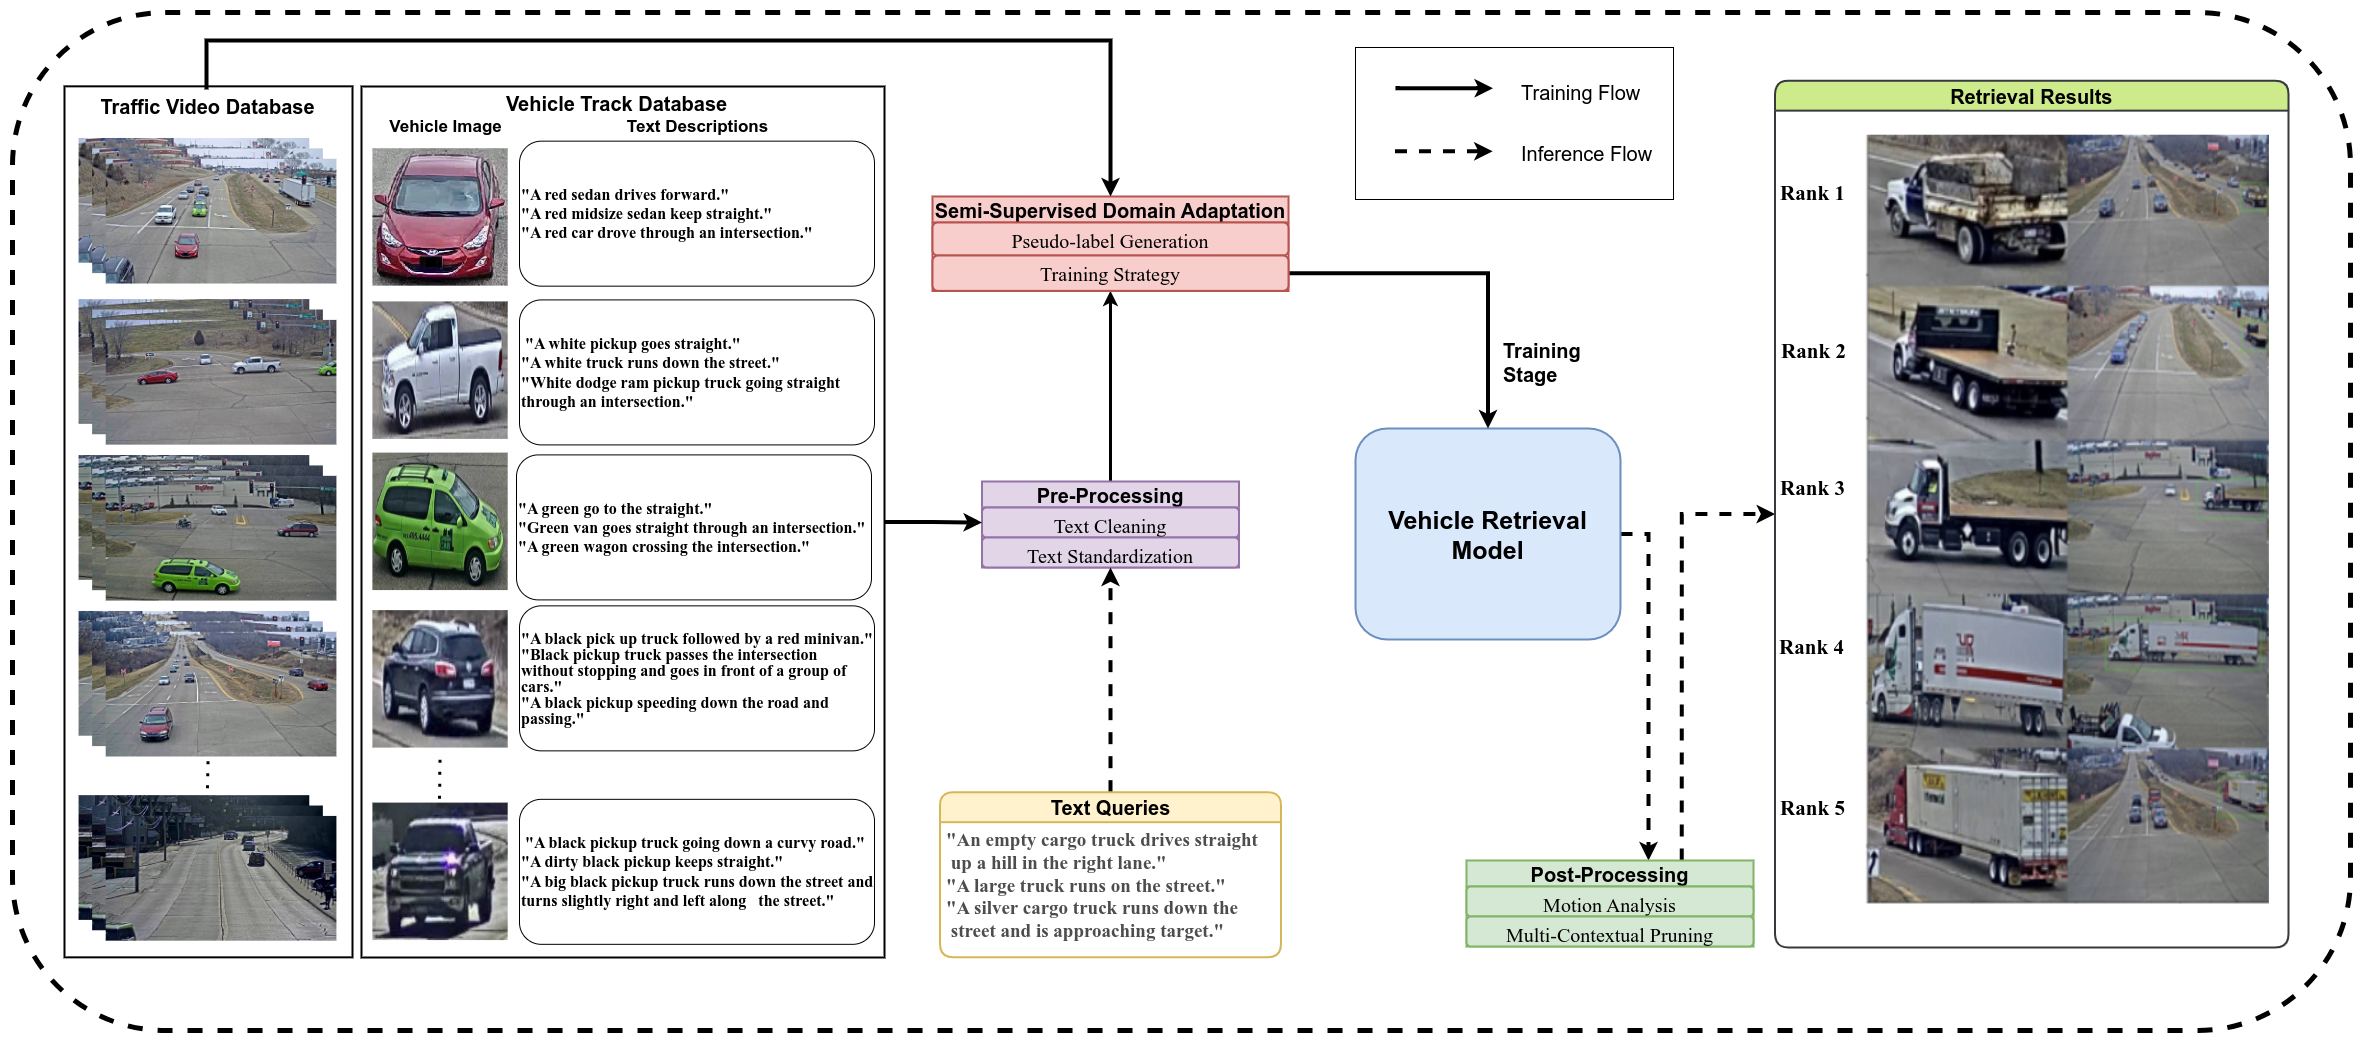 Traffic Video Database
Vehicle Track Database
Vehicle Image
Text Descriptions
"A red sedan drives forward."
"A red midsize sedan keep straight."
"A red car drove through an intersection."
"A white pickup goes straight."
"A white truck runs down the street."
"White dodge ram pickup truck going straight
through an intersection."
"A green go to the straight."
"Green van goes straight through an intersection."
"A green wagon crossing the intersection."
"A black pick up truck followed by a red minivan."
"Black pickup truck passes the intersection
without stopping and goes in front of a group of
cars."
"A black pickup speeding down the road and
passing."
"A black pickup truck going down a curvy road."
"A dirty black pickup keeps straight."
"A big black pickup truck runs down the street and
turns slightly right and left along the street."
Semi-Supervised Domain Adaptation
Pseudo-label Generation
Training Strategy
Pre-Processing
Text Cleaning
Text Standardization
Text Queries
"An empty cargo truck drives straight
up a hill in the right lane."
"A large truck runs on the street."
"A silver cargo truck runs down the
street and is approaching target."
Training Flow
Inference Flow
Training
Stage
Vehicle Retrieval
Model
Post-Processing
Motion Analysis
Multi-Contextual Pruning
Retrieval Results
Rank 1
Rank 2
Rank 3
Rank 4
Rank 5